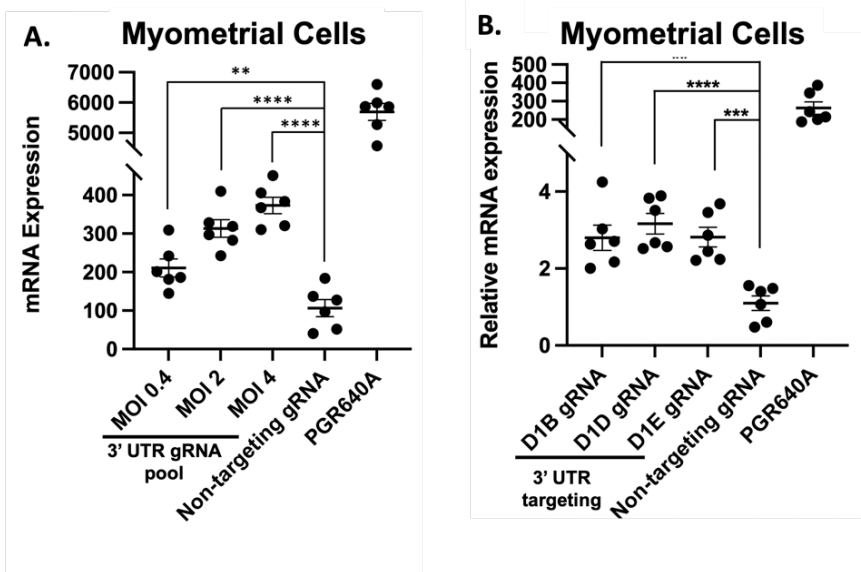 A.
Myometrial Cells
mRNA Expression
7000
6000
5000
400
300
200
100
0
**
****
****
MOI 0.4
MOI 2
MOI 4
Non-targeting gRNA
PGR640A
3' UTR gRNA
pool
B.
Myometrial Cells
Relative mRNA expression
500
400
300
200
4
2
0
****
***
D1B gRNA
D1D gRNA
D1E gRNA
Non-targeting gRNA
PGR640A
3' UTR
targeting